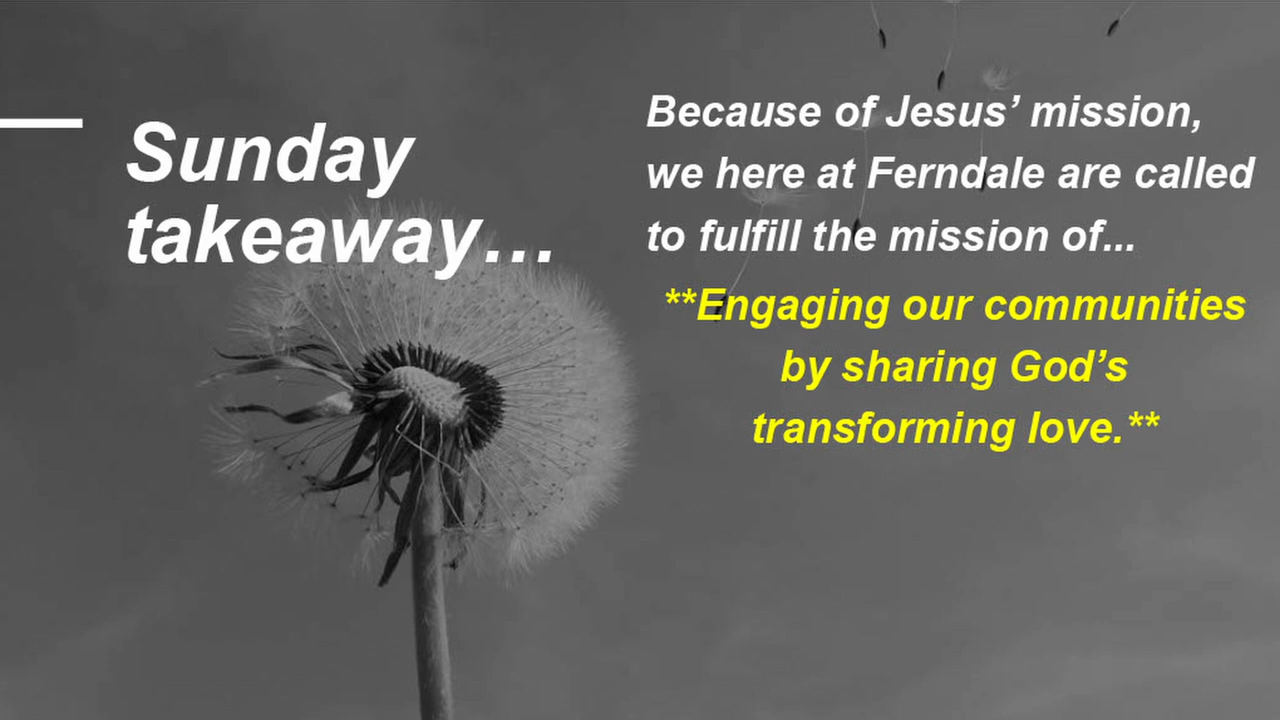 Sunday
takeaway…
Because of Jesus’ mission,
we here at Ferndale are called
to fulfill the mission of...
**Engaging our communities
by sharing God’s
transforming love.**